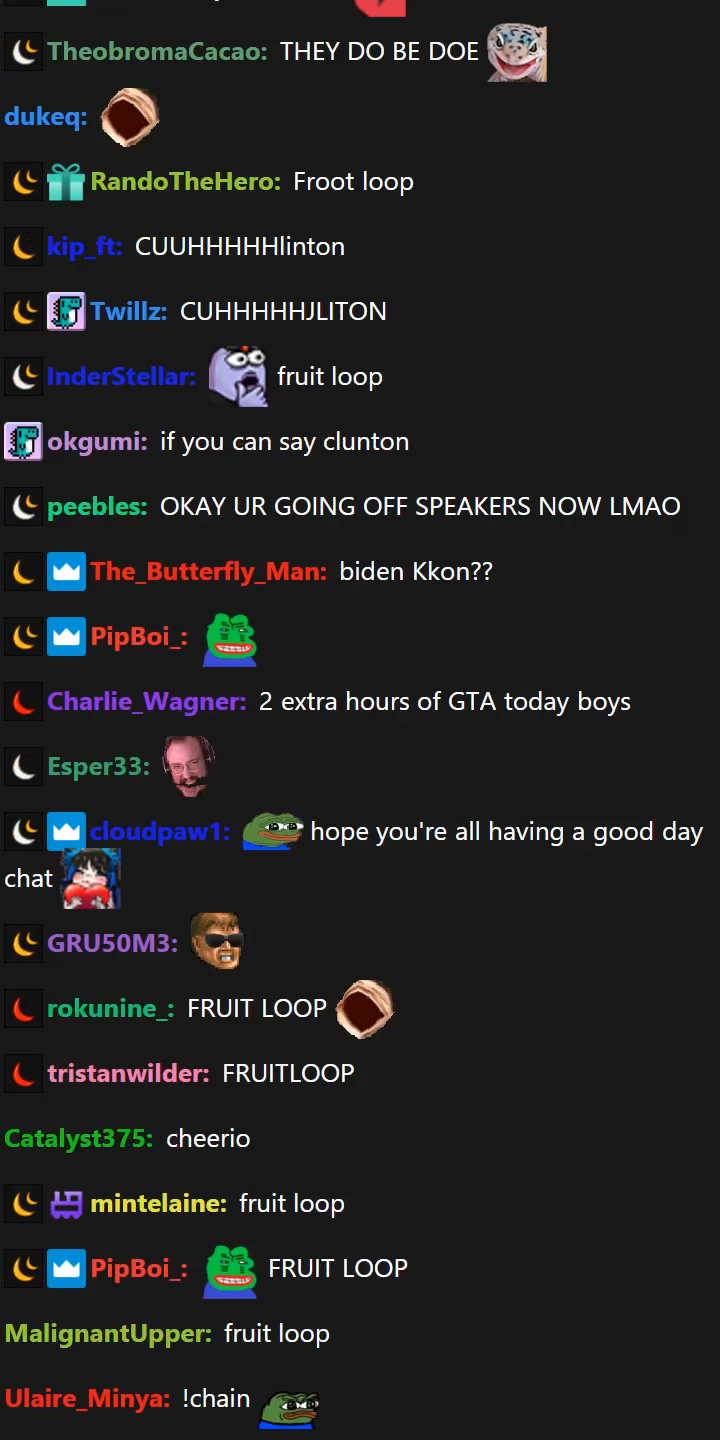 TheobromaCacao: THEY DO BE DOE
dukeq:
RandoTheHero: Froot loop
kip_ft: CUUHHHHHlinton
Twillz: CUHHHHHJLITON
InderStellar: fruit loop
okgumi: if you can say clunton
peebles: OKAY UR GOING OFF SPEAKERS NOW LMAO
The_Butterfly_Man: biden Kkon??
PipBoi_:
Charlie_Wagner: 2 extra hours of GTA today boys
Esper33:
cloudpaw1: hope you're all having a good day
chat
GRU50M3:
rokunine_: FRUIT LOOP
tristanwilder: FRUITLOOP
Catalyst375: cheerio
mintelaine: fruit loop
PipBoi_: FRUIT LOOP
MalignantUpper: fruit loop
Ulaire_Minya: !chain